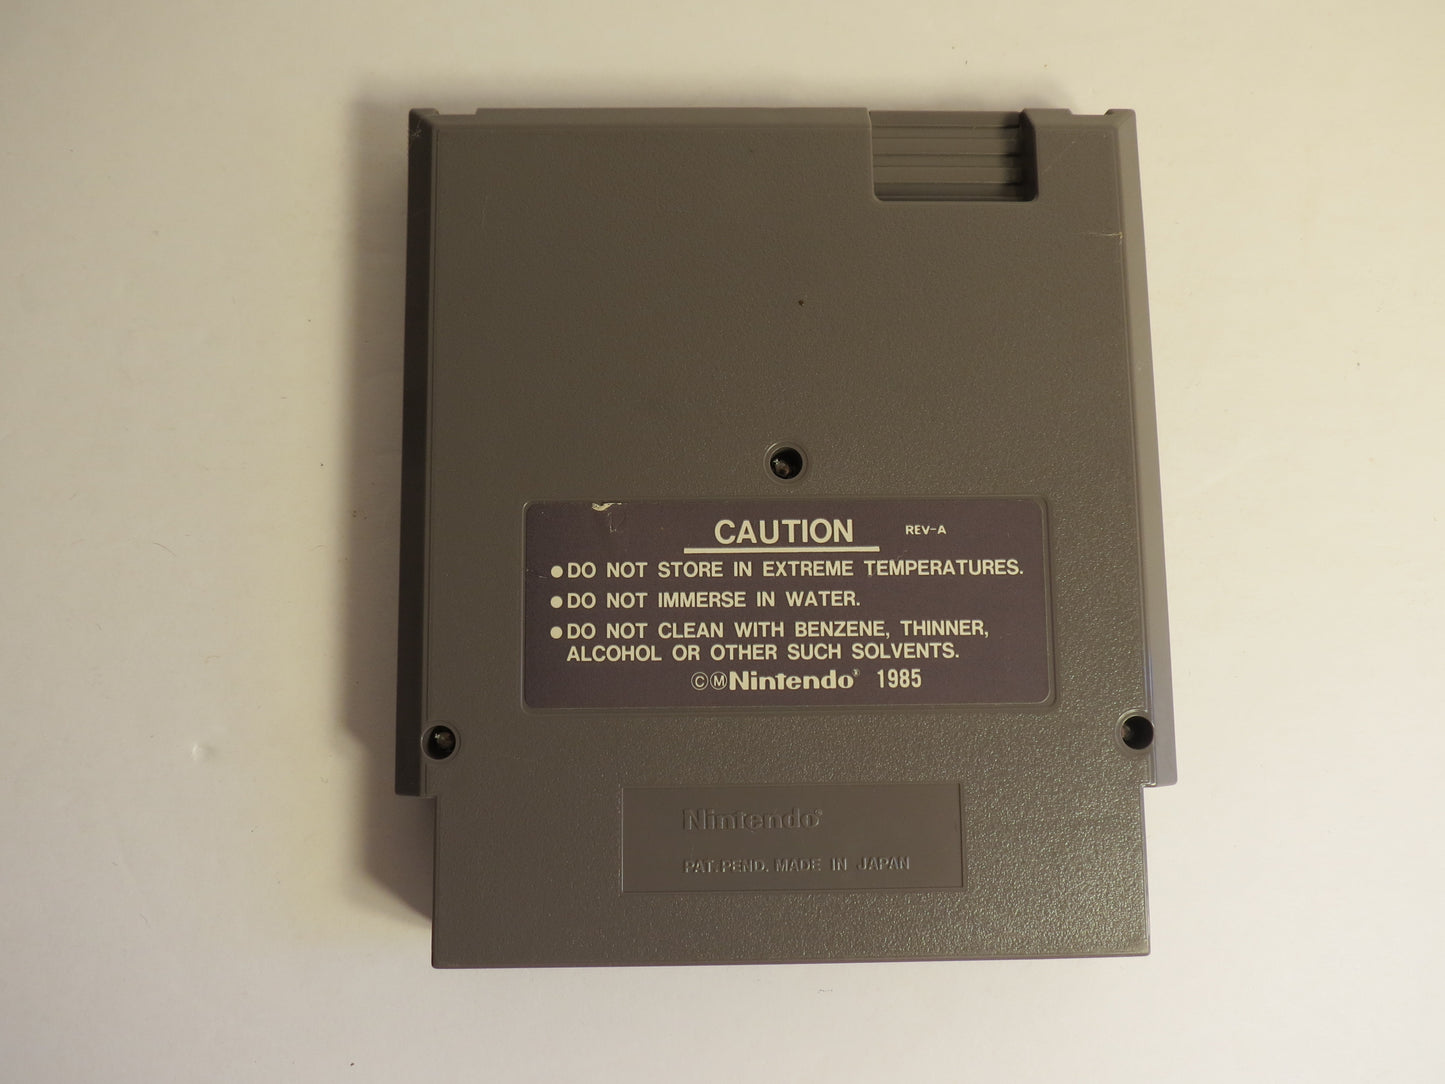 CAUTION REV-A
●DO NOT STORE IN EXTREME TEMPERATURES.
●DO NOT IMMERSE IN WATER.
●DO NOT CLEAN WITH BENZENE, THINNER,
ALCOHOL OR OTHER SUCH SOLVENTS.
©ⓂNintendo® 1985
Nintendo®
PAT.PEND. MADE IN JAPAN